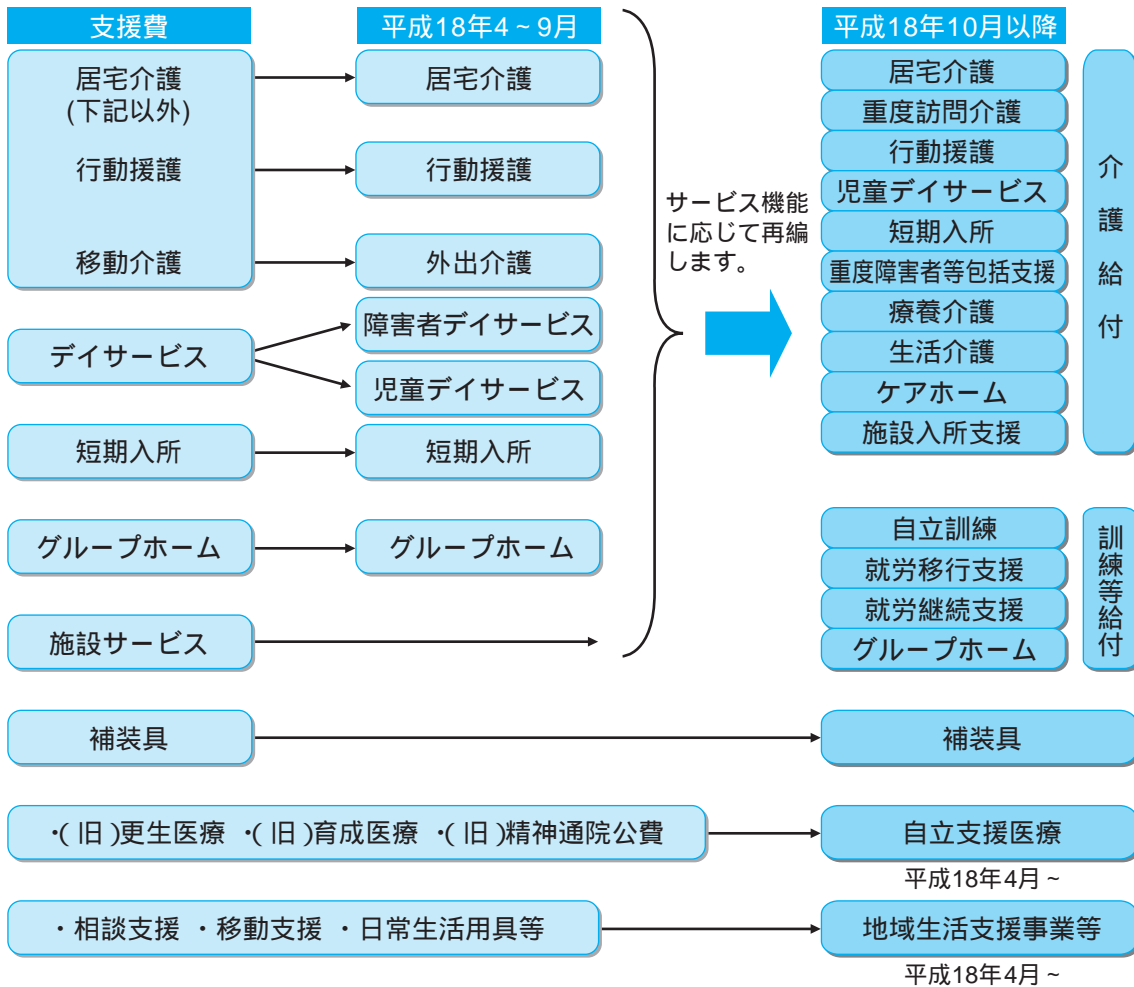 支援費
平成18年4~9月
平成18年10月以降
居宅介護
(下記以外)
行動援護
移動介護
デイサービス
短期入所
グループホーム
施設サービス
居宅介護
行動援護
外出介護
障害者デイサービス
児童デイサービス
短期入所
グループホーム
サービス機能
に応じて再編
します。
居宅介護
重度訪問介護
行動援護
児童デイサービス
短期入所
重度障害者等包括支援
療養介護
生活介護
ケアホーム
施設入所支援
介護給付
自立訓練
就労移行支援
就労継続支援
グループホーム
訓練等給付
補装具
補装具
・(旧)更生医療 ・(旧)育成医療 ・(旧)精神通院公費
自立支援医療
平成18年4月~
・相談支援 ・移動支援 ・日常生活用具等
地域生活支援事業等
平成18年4月~